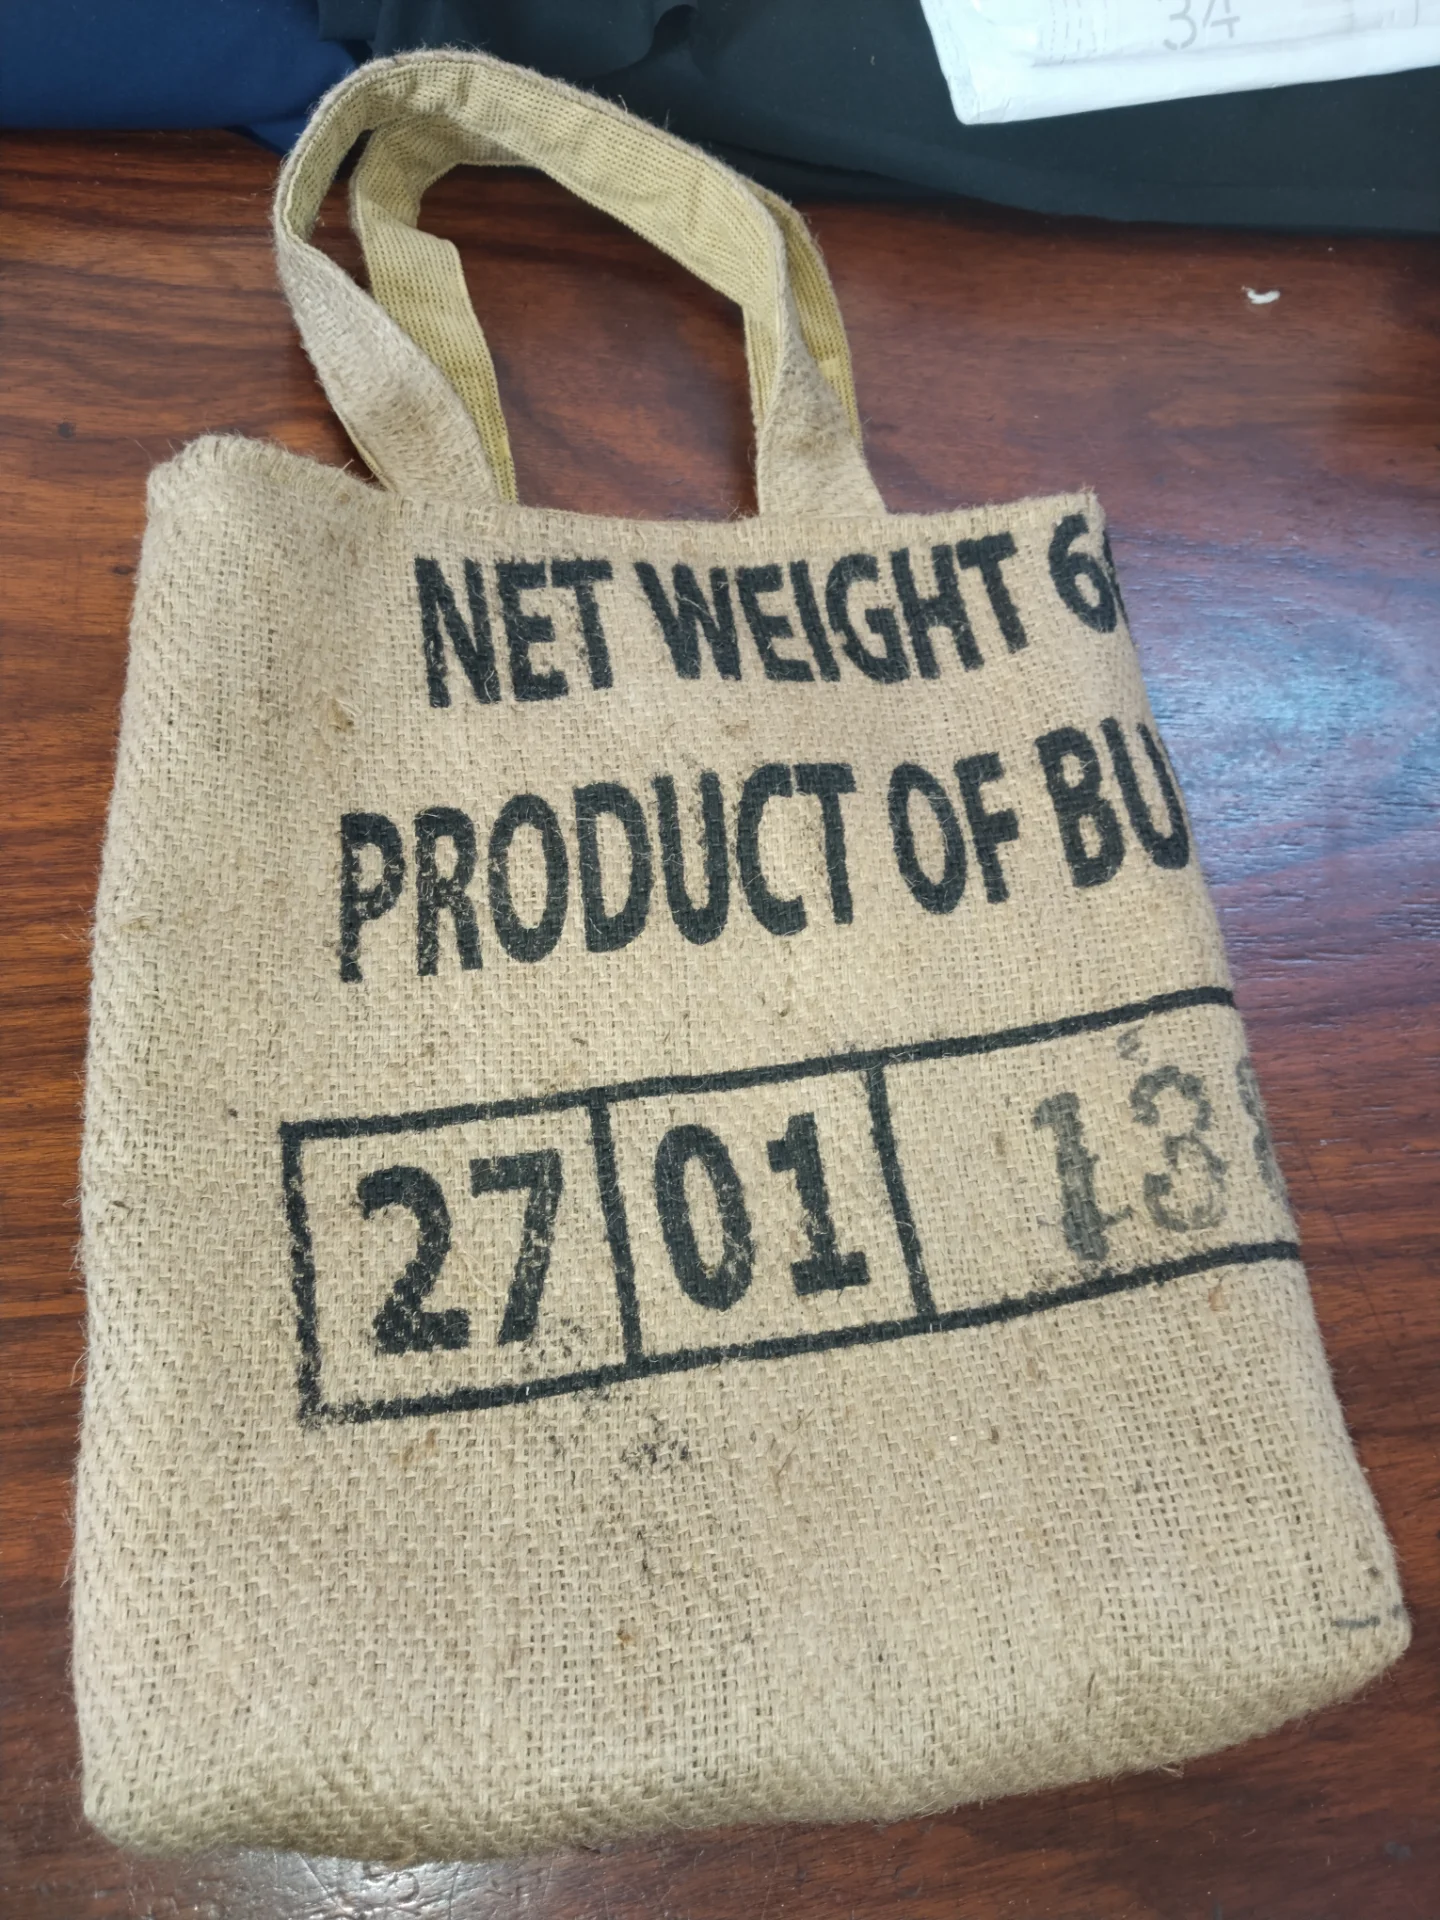 34
NET WEIGHT 6
PRODUCT OF BU
27 01 13